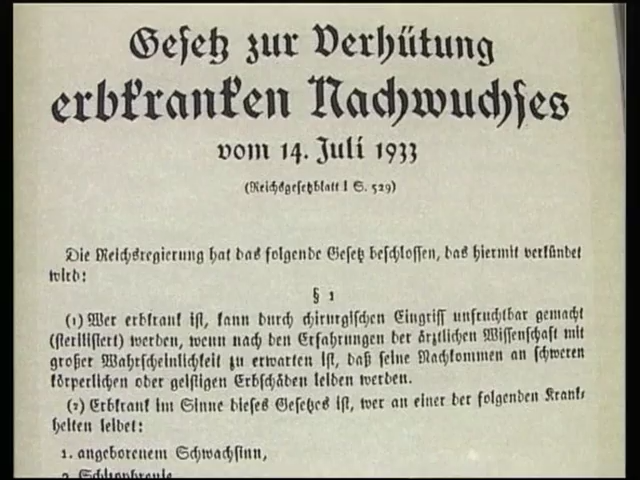 Gesetz zur Verhütung
erbkranken Nachwuchses
vom 14. Juli 1933
(Reichsgesetzblatt I S. 529)
Die Reichsregierung hat das folgende Gesetz beschlossen, das hiermit verkündet
wird:
§ 1
(1) Wer erbkrank ist, kann durch chirurgischen Eingriff unfruchtbar gemacht
(sterilisiert) werden, wenn nach den Erfahrungen der ärztlichen Wissenschaft mit
großer Wahrscheinlichkeit zu erwarten ist, daß seine Nachkommen an schweren
körperlichen oder geistigen Erbschäden leiden werden.
(2) Erbkrank im Sinne dieses Gesetzes ist, wer an einer der folgenden Krank-
heiten leidet:
1. angeborenem Schwachsinn,
2. Schizophrenie